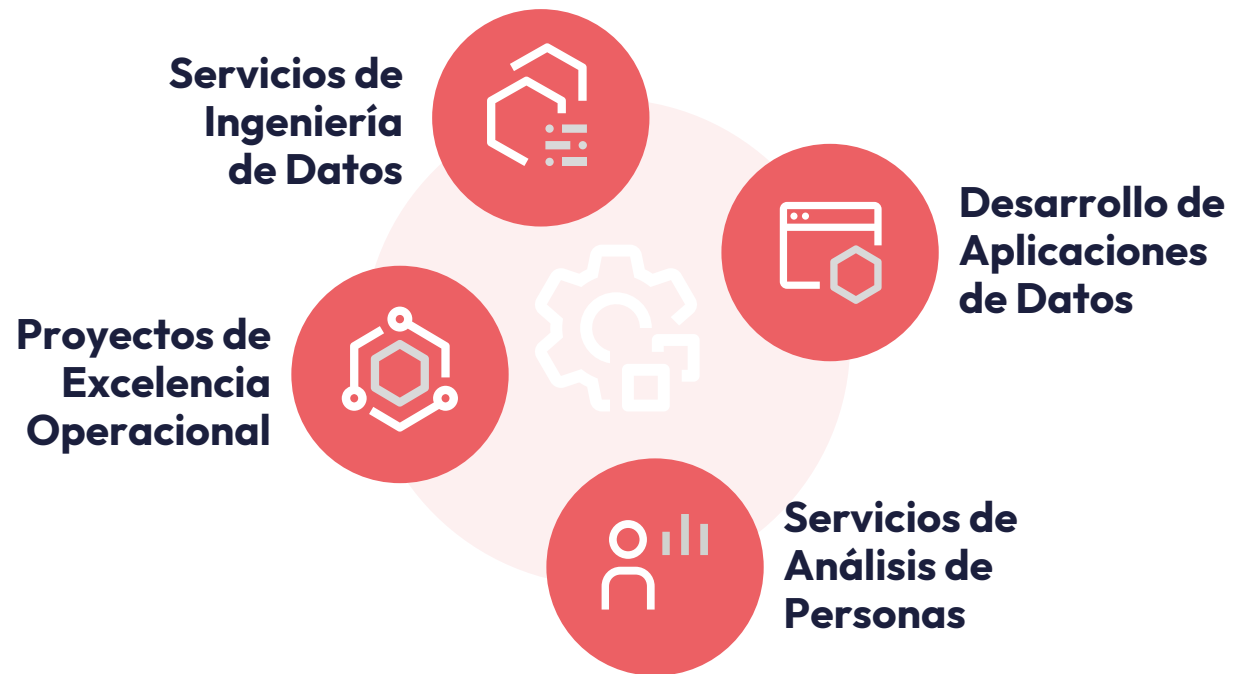 Servicios de
Ingeniería
de Datos
Desarrollo de
Aplicaciones
de Datos
Proyectos de
Excelencia
Operacional
Servicios de
Análisis de
Personas